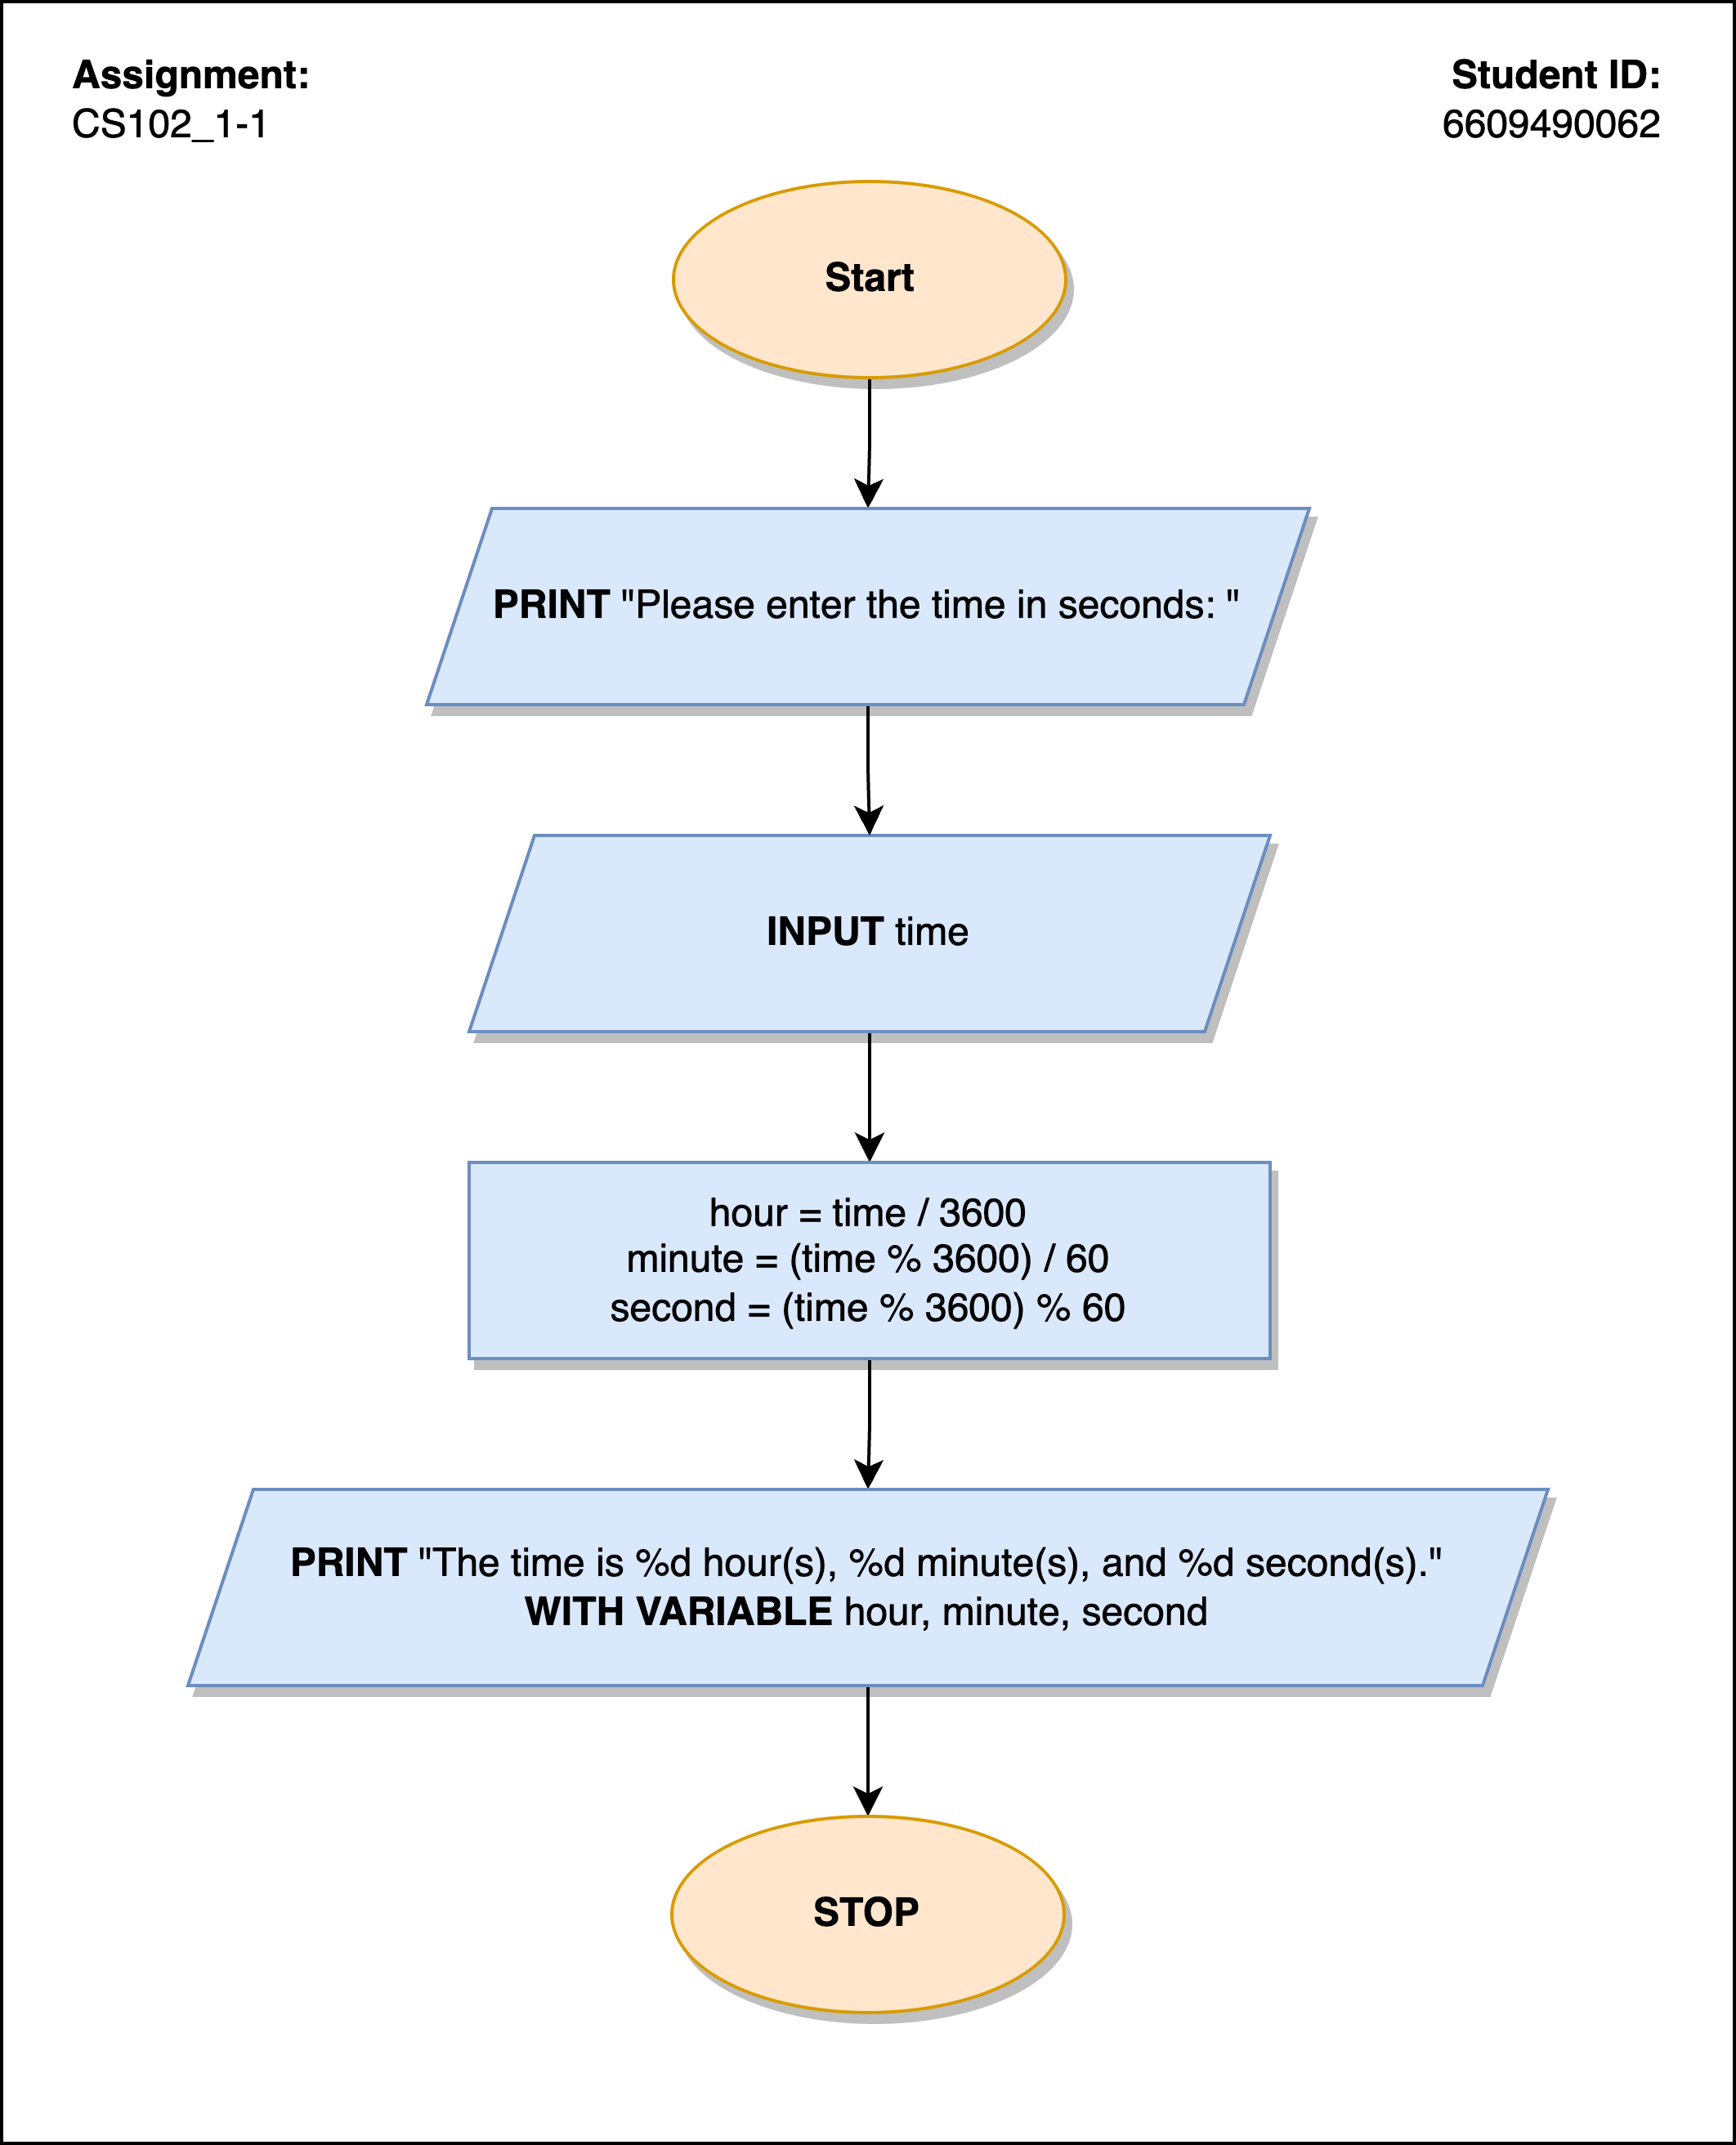 Assignment:
CS102_1-1
Student ID:
6609490062
Start
PRINT "Please enter the time in seconds: "
INPUT time
hour = time / 3600
minute = (time % 3600) / 60
second = (time % 3600) % 60
PRINT "The time is %d hour(s), %d minute(s), and %d second(s)."
WITH VARIABLE hour, minute, second
STOP